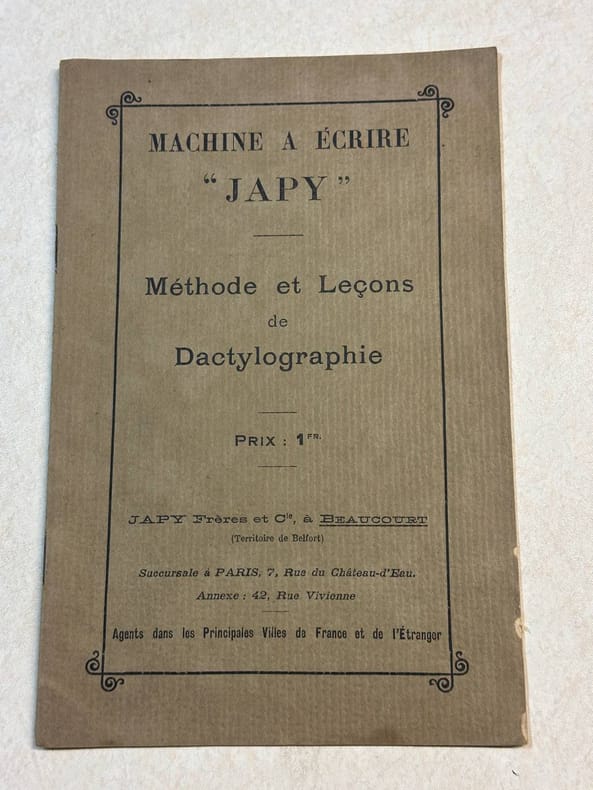 MACHINE A ÉCRIRE
“JAPY”
Méthode et Leçons
de
Dactylographie
PRIX : 1 FR.
JAPY Frères et Cie, à BEAUCOURT
(Territoire de Belfort)
Succursale à PARIS, 7, Rue du Château-d'Eau.
Annexe : 42, Rue Vivienne
Agents dans les Principales Villes de France et de l'Étranger